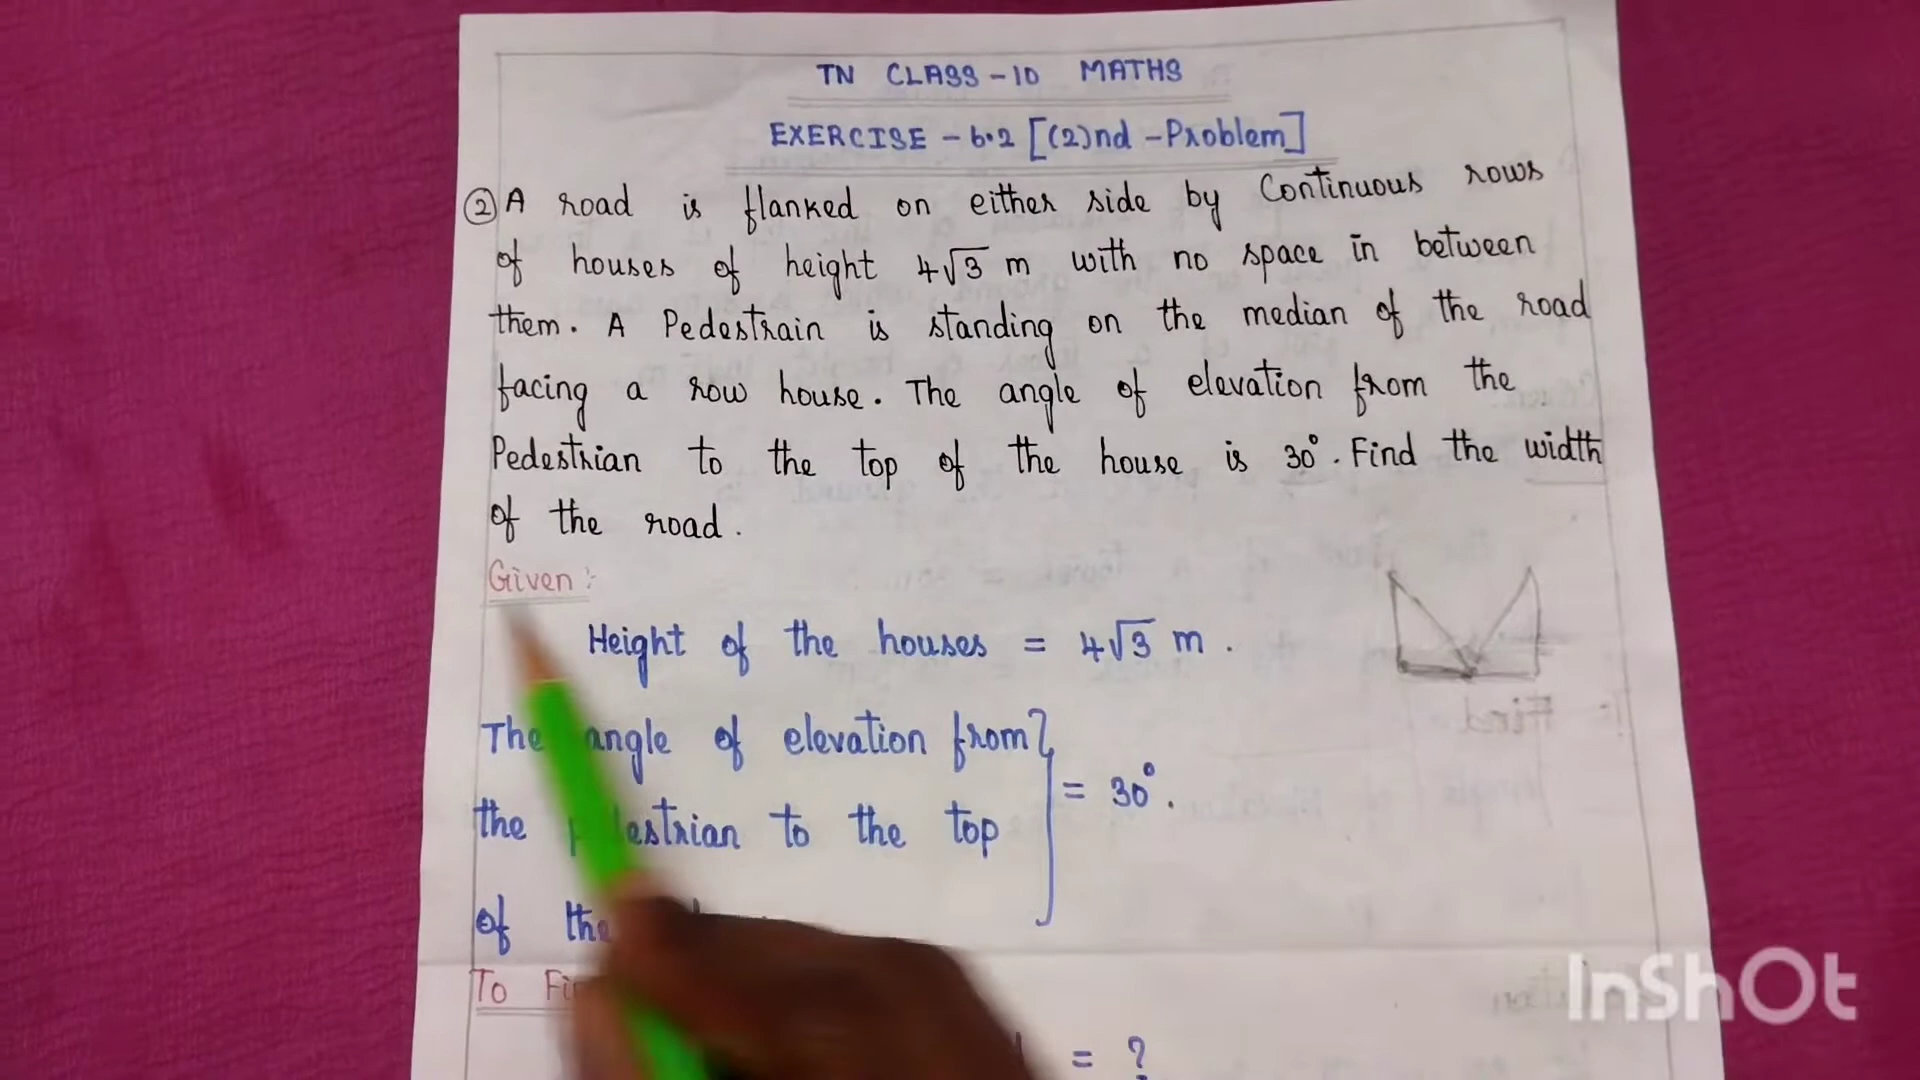 TN CLASS-10 MATHS
EXERCISE - 6.2 [(2)nd - Problem]
② A road is flanked on either side by Continuous rows
of houses of height 4√3 m with no space in between
them. A Pedestrain is standing on the median of the road
facing a row house. The angle of elevation from the
Pedestrian to the top of the house is 30°. Find the width
of the road.
Given:
Height of the houses = 4√3 m.
The angle of elevation from
the pedestrian to the top = 30°.
of the
To
= ?
InShOt